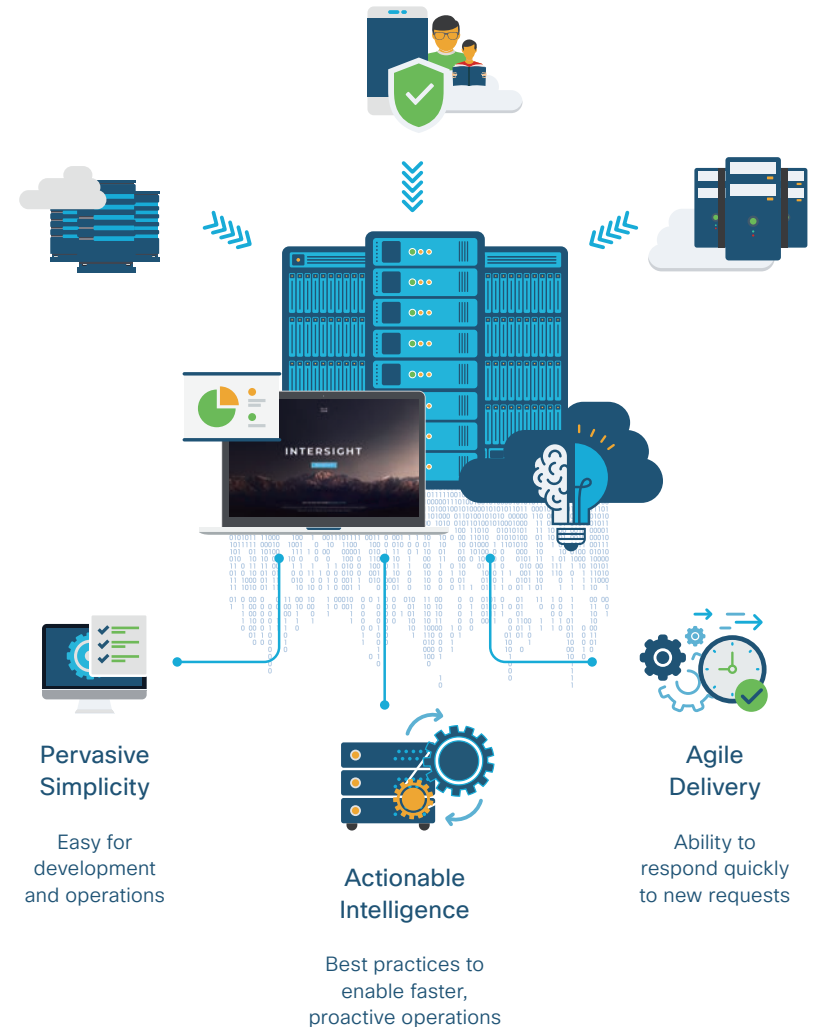 INTERSIGHT
Pervasive
Simplicity
Easy for
development
and operations
Actionable
Intelligence
Best practices to
enable faster,
proactive operations
Agile
Delivery
Ability to
respond quickly
to new requests